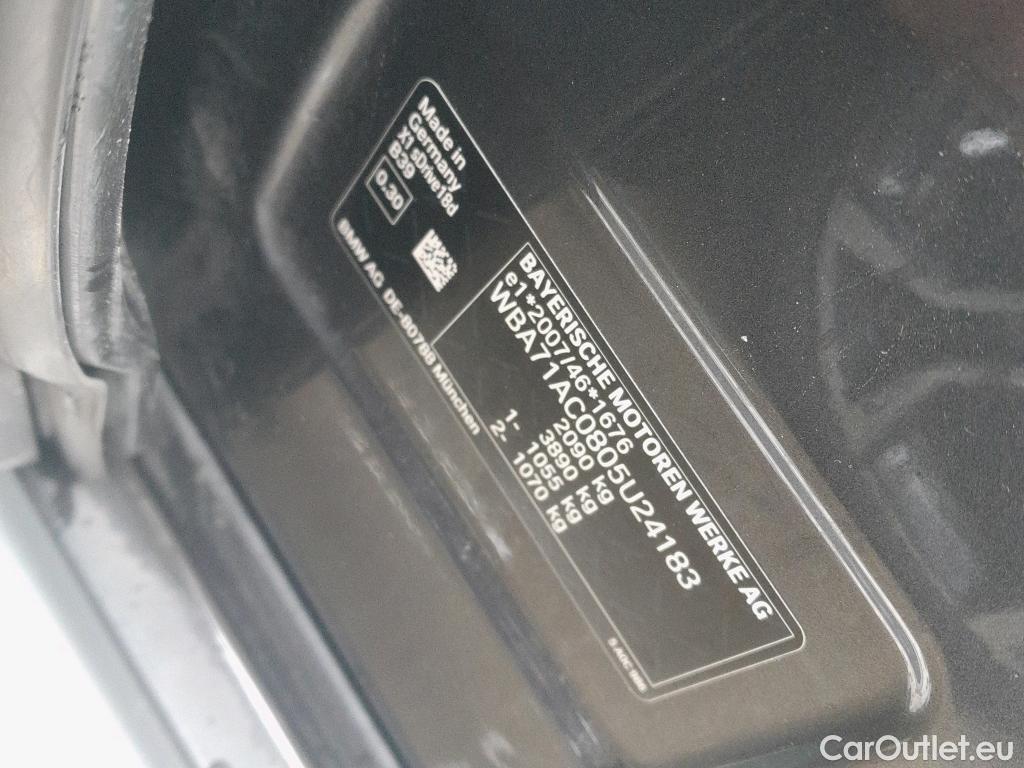 Made in
Germany
X1 sDrive18d
B39
0.30
BMW AG DE-80788 München
BAYERISCHE MOTOREN WERKE AG
e1*2007/46*1676
WBA71AC0805U24183
2090 kg
3890 kg
1- 1055 kg
2- 1070 kg
CarOutlet.eu